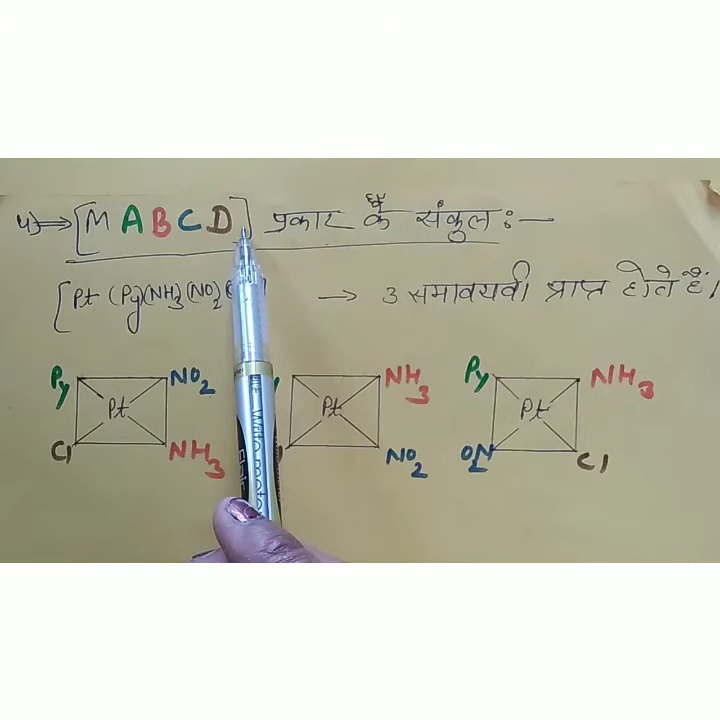 4) ⇒ [M A B C D] प्रकार के संकुल :—
[Pt (Py)(NH3)(NO2) → 3 समावयवी प्राप्त होते हैं।
Py NO2 NH3 Py NH3
Pt Pt Pt
Cl NH3 NO2 O2N Cl